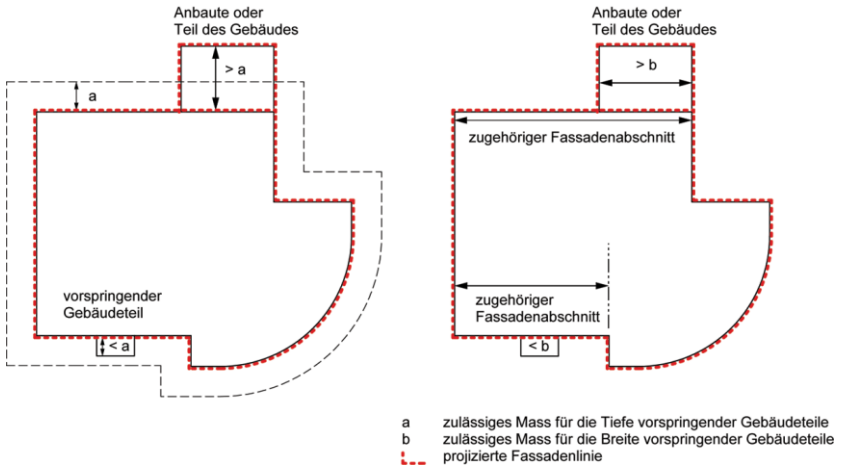 Anbaute oder
Teil des Gebäudes
> a
a
vorspringender
Gebäudeteil
< a
Anbaute oder
Teil des Gebäudes
> b
zugehöriger Fassadenabschnitt
zugehöriger
Fassadenabschnitt
< b
a zulässiges Mass für die Tiefe vorspringender Gebäudeteile
b zulässiges Mass für die Breite vorspringender Gebäudeteile
projizierte Fassadenlinie